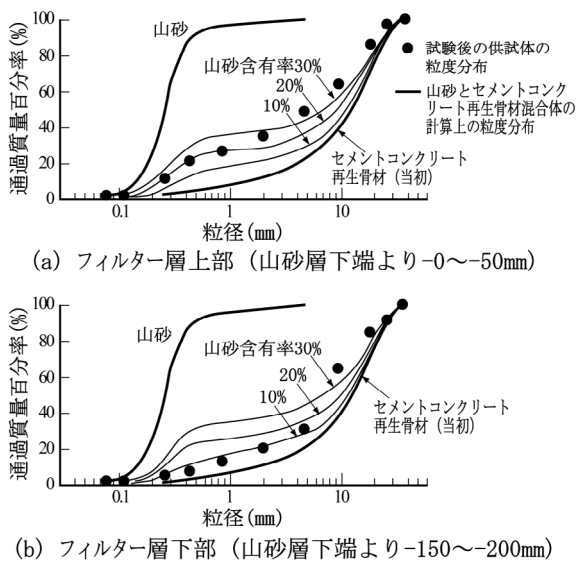 100
80
60
40
20
0
通過質量百分率(%)
山砂
山砂含有率30%
20%
10%
試験後の供試体の
粒度分布
山砂とセメントコンク
リート再生骨材混合体の
計算上の粒度分布
セメントコンクリート
再生骨材(当初)
0.1
1
10
粒径(mm)
(a) フィルター層上部(山砂層下端より-0〜-50mm)
100
80
60
40
20
0
通過質量百分率(%)
山砂
山砂含有率30%
20%
10%
セメントコンクリート
再生骨材(当初)
0.1
1
10
粒径(mm)
(b) フィルター層下部(山砂層下端より-150〜-200mm)